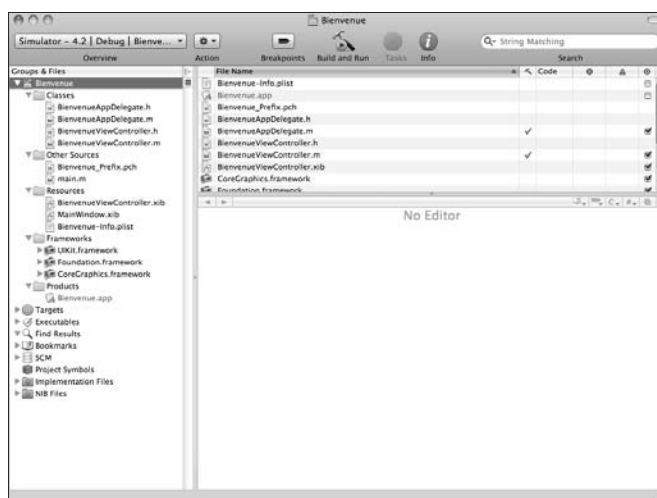 Bienvenue
Simulator – 4.2 | Debug | Bienve...
String Matching
Overview
Action
Breakpoints
Build and Run
Tasks
Info
Search
Groups & Files
Bienvenue
Classes
BienvenueAppDelegate.h
BienvenueAppDelegate.m
BienvenueViewController.h
BienvenueViewController.m
Other Sources
Bienvenue_Prefix.pch
main.m
Resources
BienvenueViewController.xib
MainWindow.xib
Bienvenue-Info.plist
Frameworks
UIKit.framework
Foundation.framework
CoreGraphics.framework
Products
Bienvenue.app
Targets
Executables
Find Results
Bookmarks
SCM
Project Symbols
Implementation Files
NIB Files
File Name
Code
Bienvenue-Info.plist
Bienvenue.app
Bienvenue_Prefix.pch
BienvenueAppDelegate.h
BienvenueAppDelegate.m
BienvenueViewController.h
BienvenueViewController.m
BienvenueViewController.xib
CoreGraphics.framework
Foundation.framework
No Editor